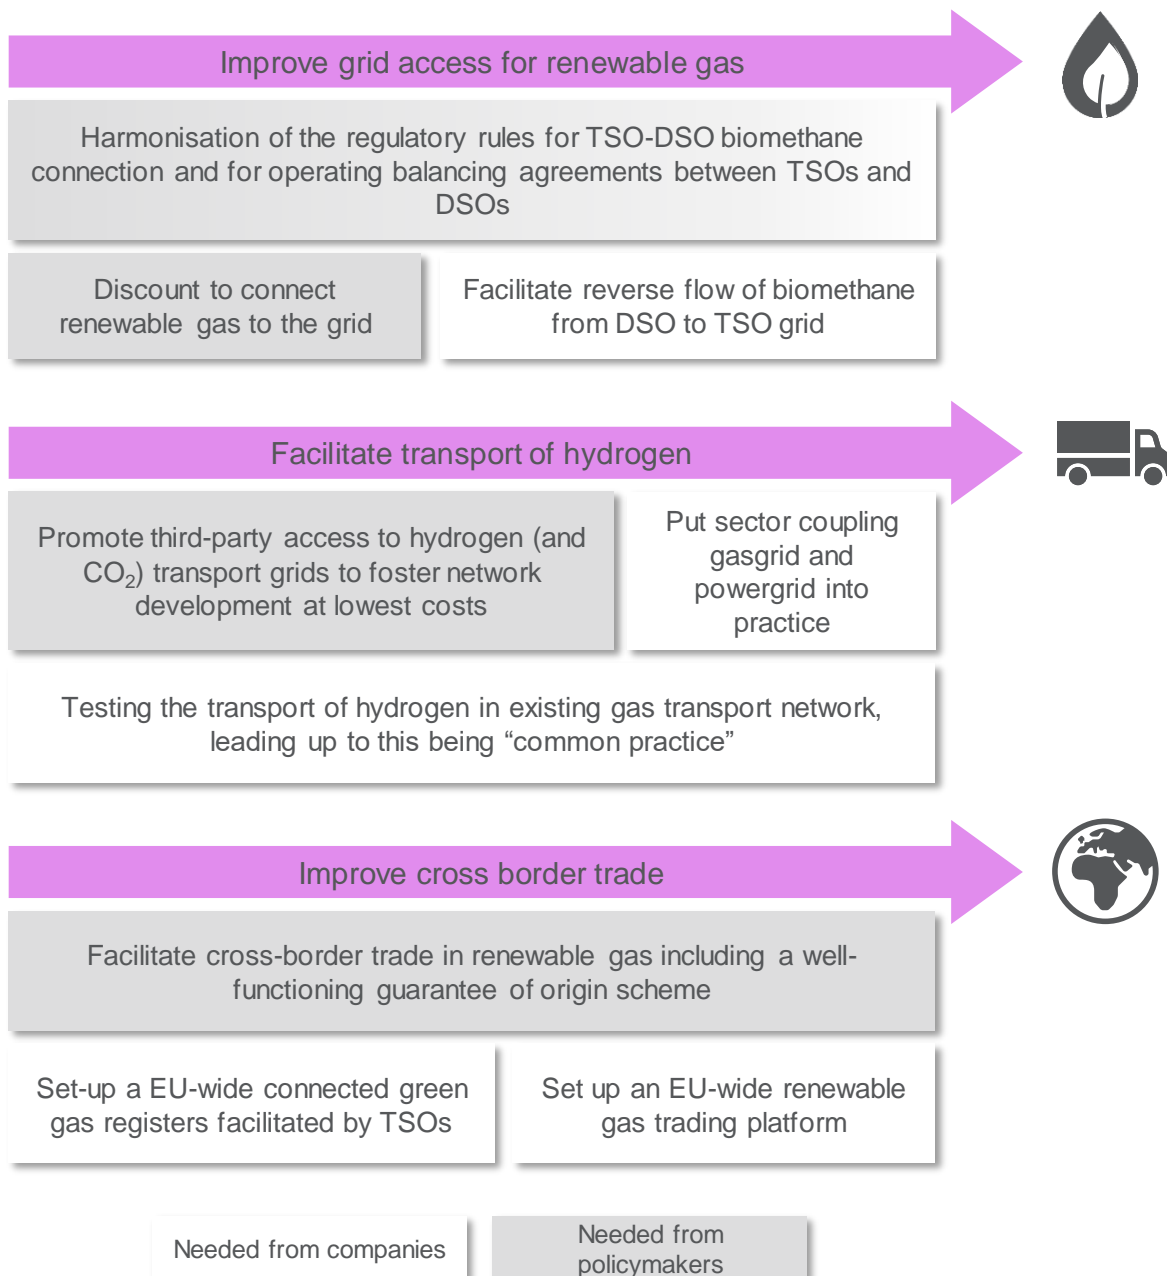 Improve grid access for renewable gas
Harmonisation of the regulatory rules for TSO-DSO biomethane
connection and for operating balancing agreements between TSOs and
DSOs
Discount to connect
renewable gas to the grid
Facilitate reverse flow of biomethane
from DSO to TSO grid
Facilitate transport of hydrogen
Promote third-party access to hydrogen (and
CO₂) transport grids to foster network
development at lowest costs
Put sector coupling
gasgrid and
powergrid into
practice
Testing the transport of hydrogen in existing gas transport network,
leading up to this being “common practice”
Improve cross border trade
Facilitate cross-border trade in renewable gas including a well-
functioning guarantee of origin scheme
Set-up a EU-wide connected green
gas registers facilitated by TSOs
Set up an EU-wide renewable
gas trading platform
Needed from companies
Needed from
policymakers